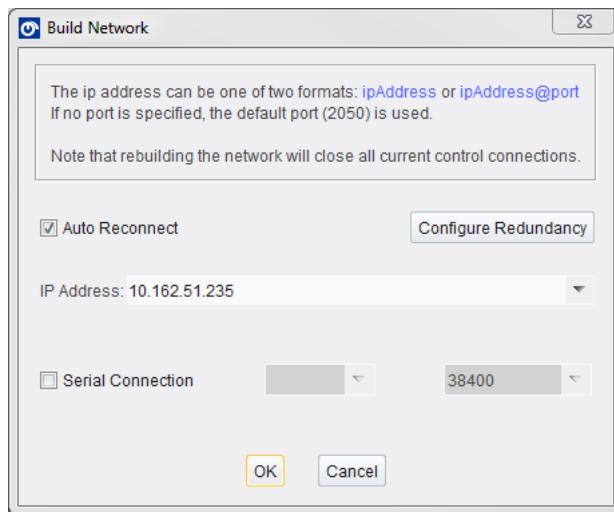 Build Network
The ip address can be one of two formats: ipAddress or ipAddress@port
If no port is specified, the default port (2050) is used.
Note that rebuilding the network will close all current control connections.
Auto Reconnect
Configure Redundancy
IP Address: 10.162.51.235
Serial Connection
38400
OK
Cancel